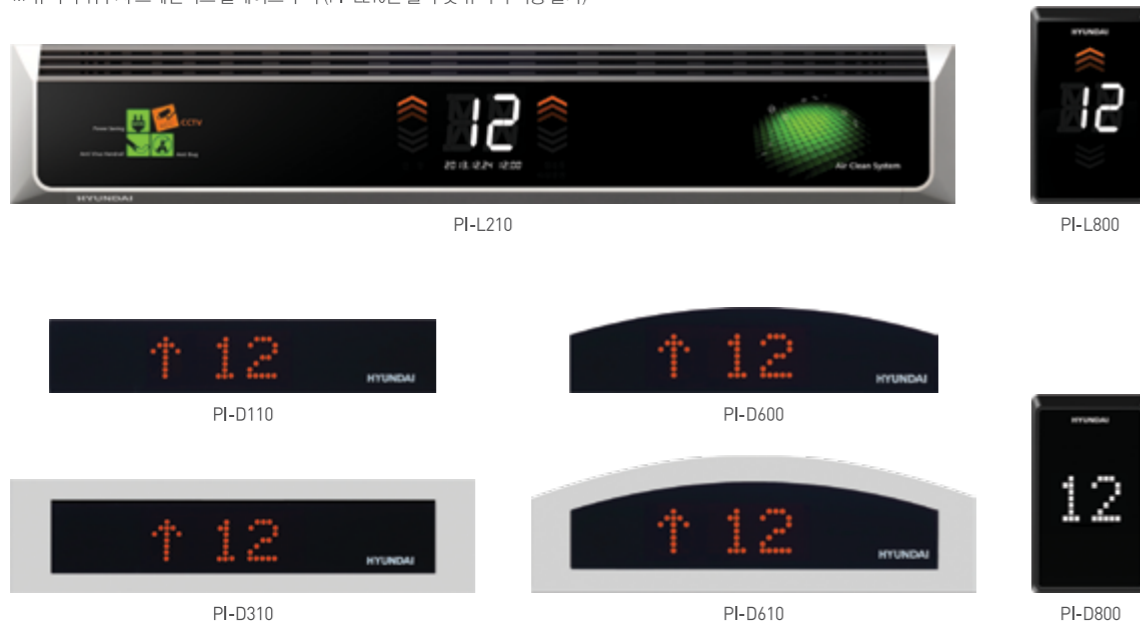 HYUNDAI
12
Power Saving
CCTV
Anti Bug
12
2013.12.24 12:00
Air Clean System
HYUNDAI
PI-L210
PI-L800
12
HYUNDAI
PI-D110
12
HYUNDAI
PI-D600
HYUNDAI
12
12
HYUNDAI
PI-D310
12
HYUNDAI
PI-D610
PI-D800